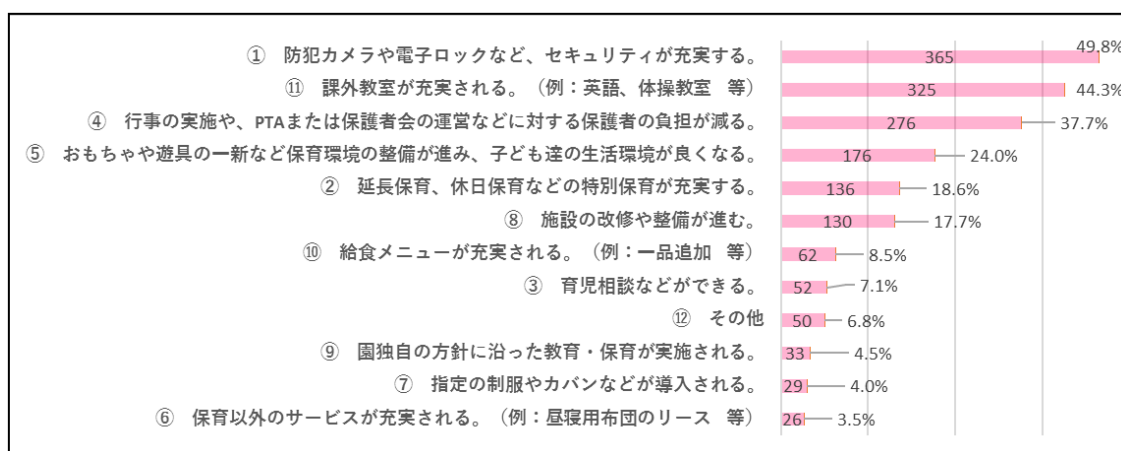 ① 防犯カメラや電子ロックなど、セキュリティが充実する。 365 49.8%
⑪ 課外教室が充実される。（例：英語、体操教室 等） 325 44.3%
④ 行事の実施や、PTAまたは保護者会の運営などに対する保護者の負担が減る。 276 37.7%
⑤ おもちゃや遊具の一新など保育環境の整備が進み、子ども達の生活環境が良くなる。 176 24.0%
② 延長保育、休日保育などの特別保育が充実する。 136 18.6%
⑧ 施設の改修や整備が進む。 130 17.7%
⑩ 給食メニューが充実される。（例：一品追加 等） 62 8.5%
③ 育児相談などができる。 52 7.1%
⑫ その他 50 6.8%
⑨ 園独自の方針に沿った教育・保育が実施される。 33 4.5%
⑦ 指定の制服やカバンなどが導入される。 29 4.0%
⑥ 保育以外のサービスが充実される。（例：昼寝用布団のリース 等） 26 3.5%